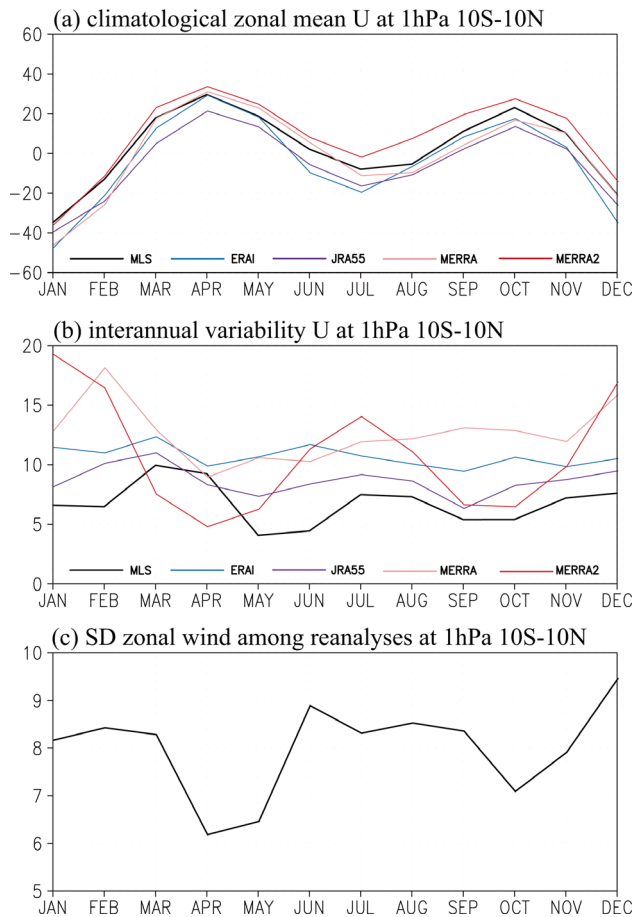 (a) climatological zonal mean U at 1hPa 10S-10N
60
40
20
0
−20
−40
−60
MLS ERAI JRA55 MERRA MERRA2
JAN FEB MAR APR MAY JUN JUL AUG SEP OCT NOV DEC
(b) interannual variability U at 1hPa 10S-10N
20
15
10
5
0
MLS ERAI JRA55 MERRA MERRA2
JAN FEB MAR APR MAY JUN JUL AUG SEP OCT NOV DEC
(c) SD zonal wind among reanalyses at 1hPa 10S-10N
10
9
8
7
6
5
JAN FEB MAR APR MAY JUN JUL AUG SEP OCT NOV DEC